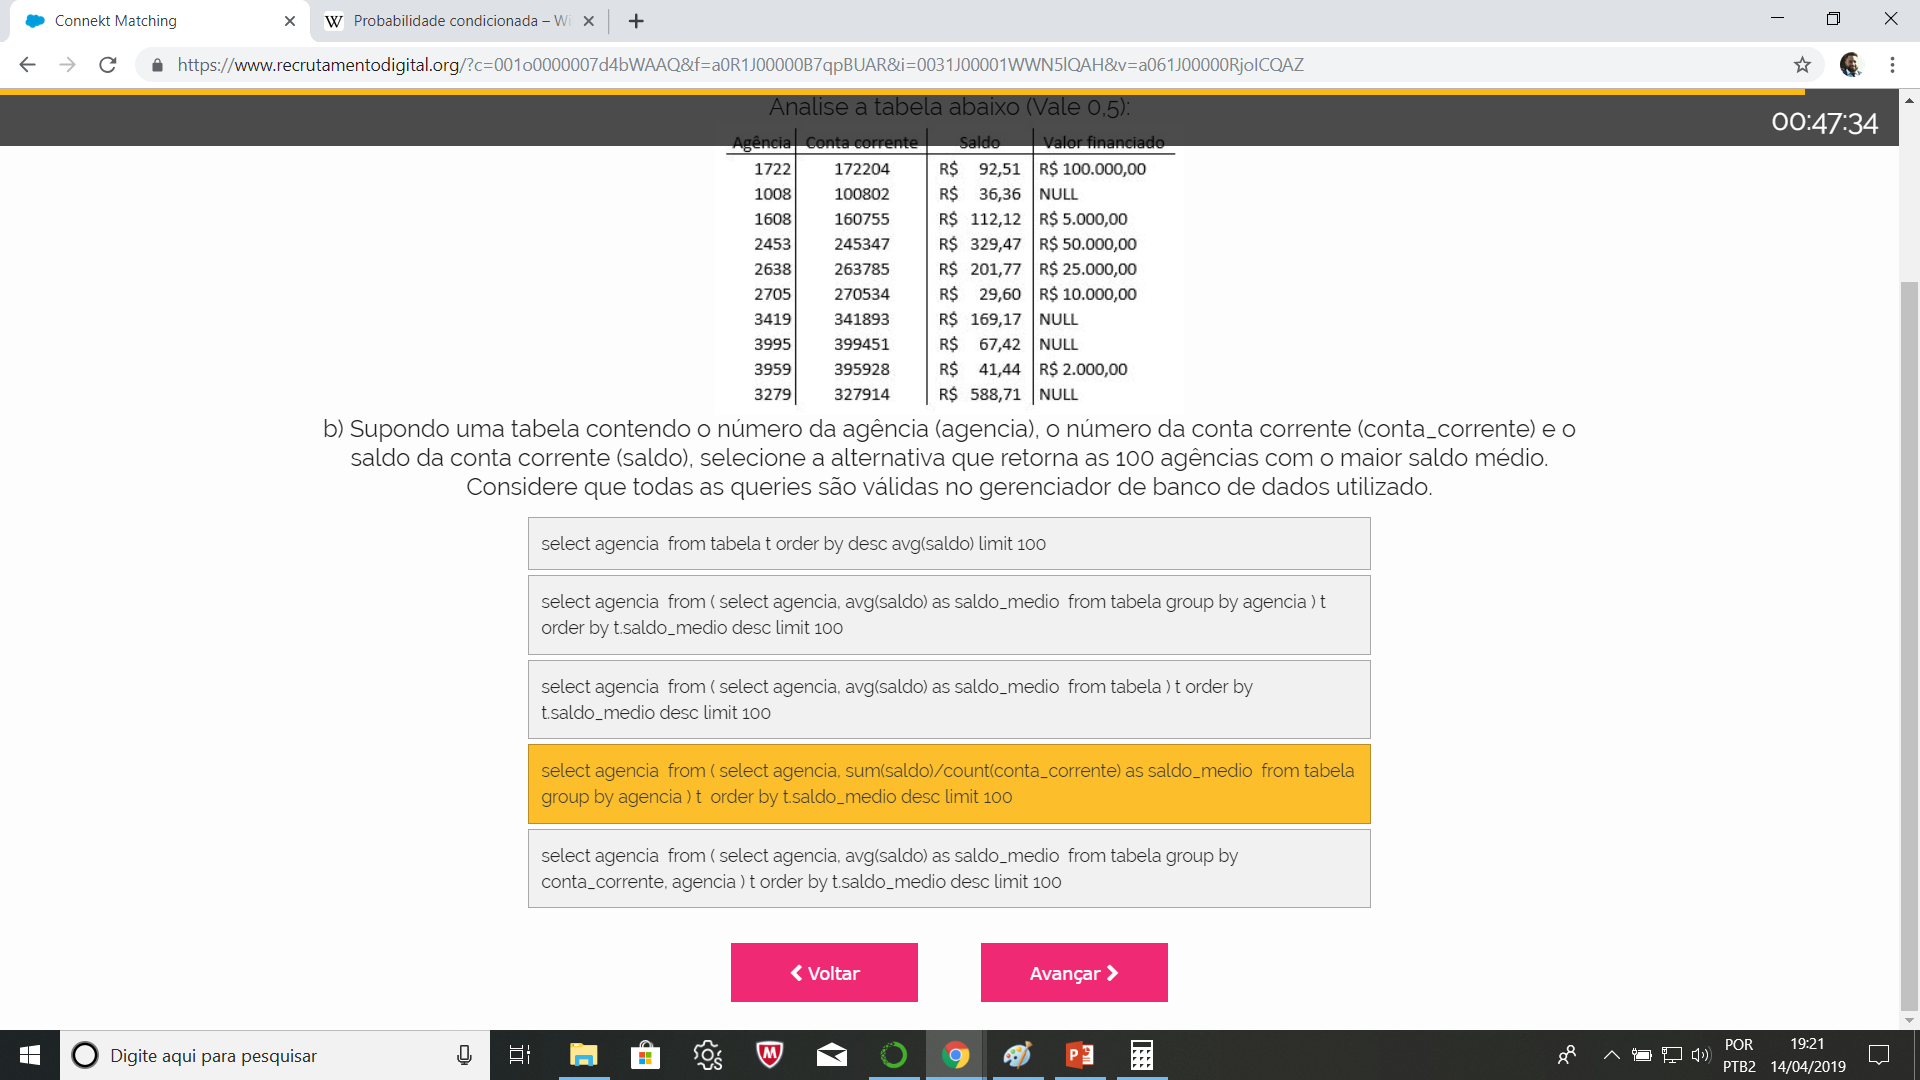 Connekt Matching
Probabilidade condicionada – Wi
https://www.recrutamentodigital.org/?c=001o0000007d4bWAAQ&f=a0R1J00000B7qpBUAR&i=0031J00001WWN5lQAH&v=a061J00000RjoICQAZ
Analise a tabela abaixo (Vale 0,5):
00:47:34
Agência Conta corrente Saldo Valor financiado
1722 172204 R$ 92,51 R$ 100.000,00
1008 100802 R$ 36,36 NULL
1608 160755 R$ 112,12 R$ 5.000,00
2453 245347 R$ 329,47 R$ 50.000,00
2638 263785 R$ 201,77 R$ 25.000,00
2705 270534 R$ 29,60 R$ 10.000,00
3419 341893 R$ 169,17 NULL
3995 399451 R$ 67,42 NULL
3959 395928 R$ 41,44 R$ 2.000,00
3279 327914 R$ 588,71 NULL
b) Supondo uma tabela contendo o número da agência (agencia), o número da conta corrente (conta_corrente) e o
saldo da conta corrente (saldo), selecione a alternativa que retorna as 100 agências com o maior saldo médio.
Considere que todas as queries são válidas no gerenciador de banco de dados utilizado.
select agencia from tabela t order by desc avg(saldo) limit 100
select agencia from ( select agencia, avg(saldo) as saldo_medio from tabela group by agencia ) t
order by t.saldo_medio desc limit 100
select agencia from ( select agencia, avg(saldo) as saldo_medio from tabela ) t order by
t.saldo_medio desc limit 100
select agencia from ( select agencia, sum(saldo)/count(conta_corrente) as saldo_medio from tabela
group by agencia ) t order by t.saldo_medio desc limit 100
select agencia from ( select agencia, avg(saldo) as saldo_medio from tabela group by
conta_corrente, agencia ) t order by t.saldo_medio desc limit 100
Voltar
Avançar
Digite aqui para pesquisar
POR
PTB2
19:21
14/04/2019